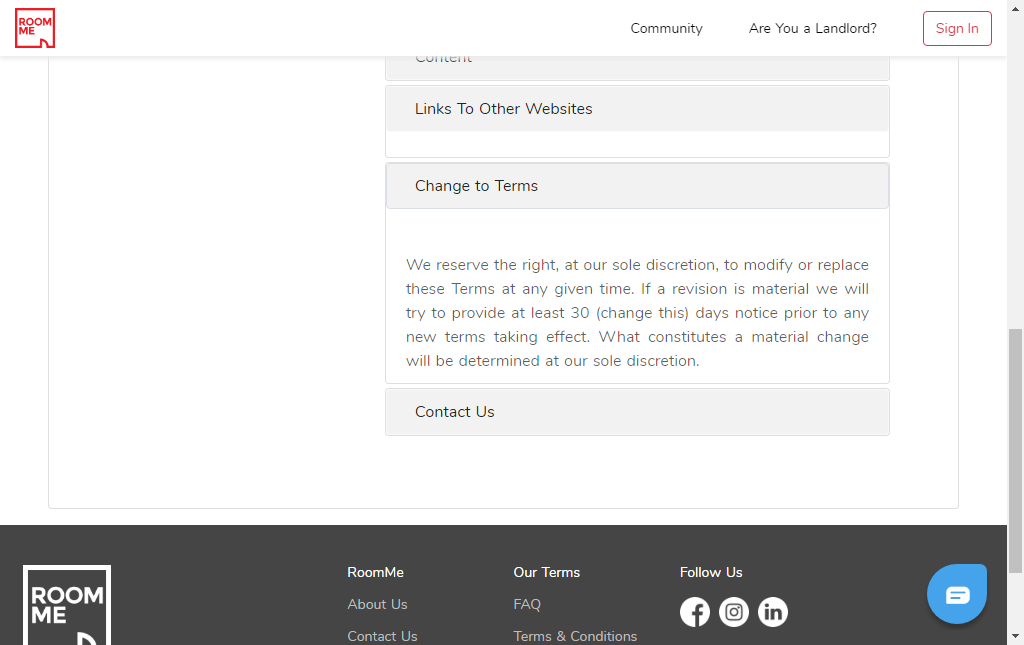 ROOM
ME
Community
Are You a Landlord?
Sign In
Content
Links To Other Websites
Change to Terms
We reserve the right, at our sole discretion, to modify or replace
these Terms at any given time. If a revision is material we will
try to provide at least 30 (change this) days notice prior to any
new terms taking effect. What constitutes a material change
will be determined at our sole discretion.
Contact Us
ROOM
ME
RoomMe
About Us
Contact Us
Our Terms
FAQ
Terms & Conditions
Follow Us